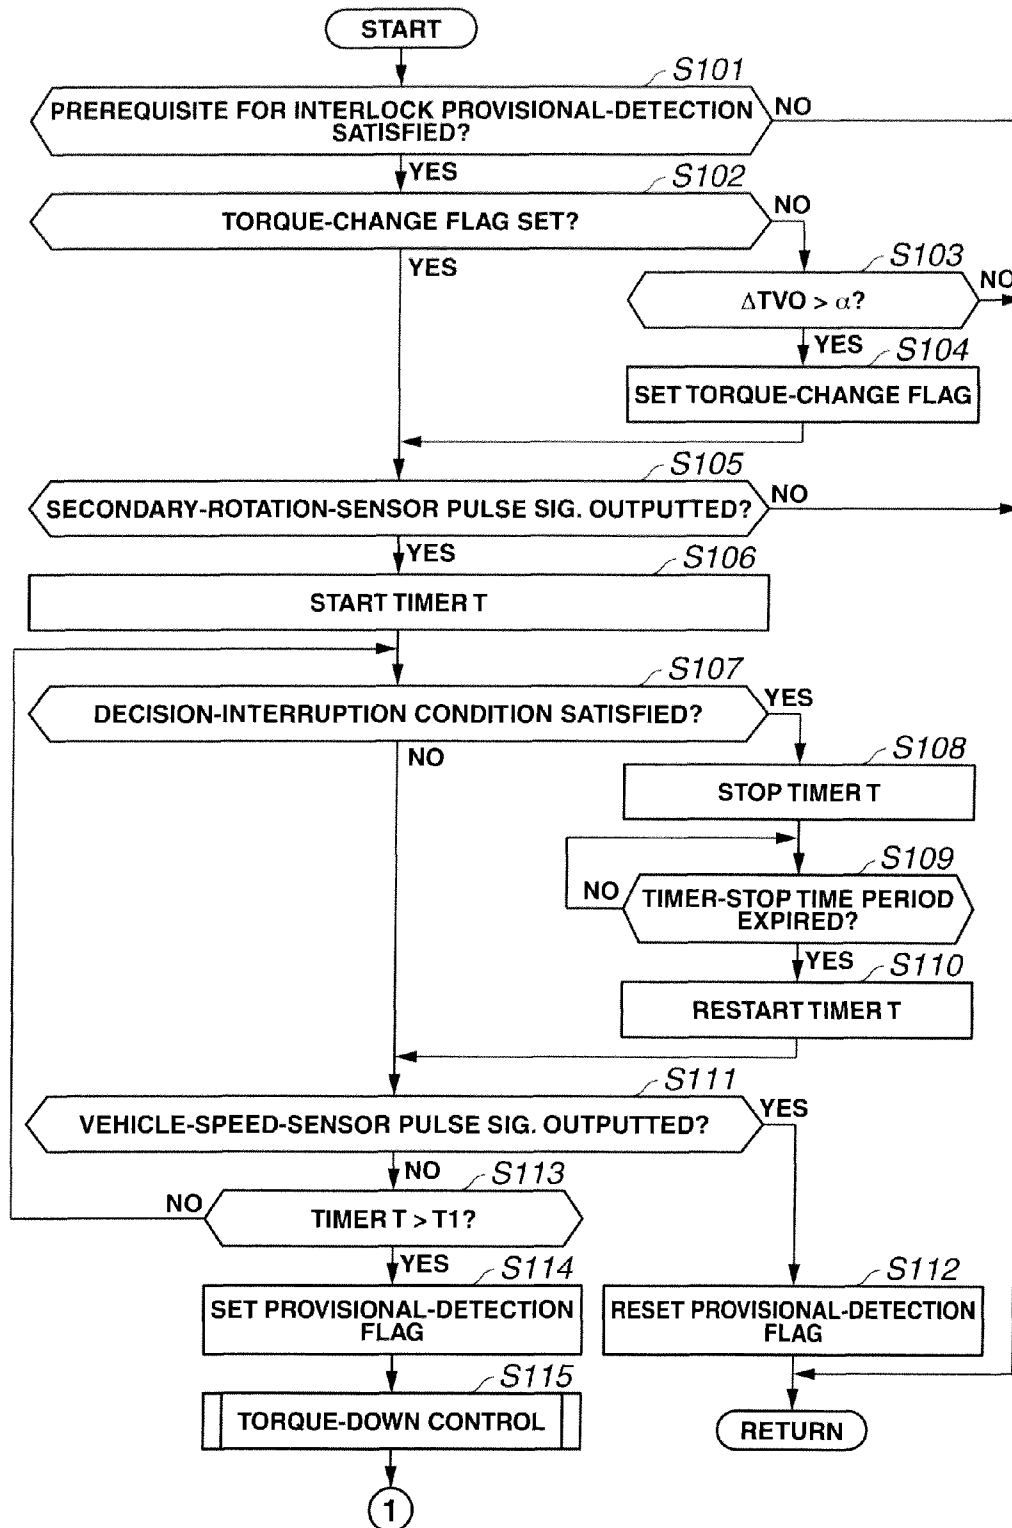 START
S101
PREREQUISITE FOR INTERLOCK PROVISIONAL-DETECTION
SATISFIED?
NO
YES
S102
TORQUE-CHANGE FLAG SET?
NO
YES
S103
ΔTVO > α?
NO
YES
S104
SET TORQUE-CHANGE FLAG
S105
SECONDARY-ROTATION-SENSOR PULSE SIG. OUTPUTTED?
NO
YES
S106
START TIMER T
S107
DECISION-INTERRUPTION CONDITION SATISFIED?
YES
NO
S108
STOP TIMER T
S109
TIMER-STOP TIME PERIOD
EXPIRED?
NO
YES
S110
RESTART TIMER T
S111
VEHICLE-SPEED-SENSOR PULSE SIG. OUTPUTTED?
YES
NO
S113
TIMER T > T1?
NO
YES
S114
SET PROVISIONAL-DETECTION
FLAG
S112
RESET PROVISIONAL-DETECTION
FLAG
S115
TORQUE-DOWN CONTROL
RETURN
1